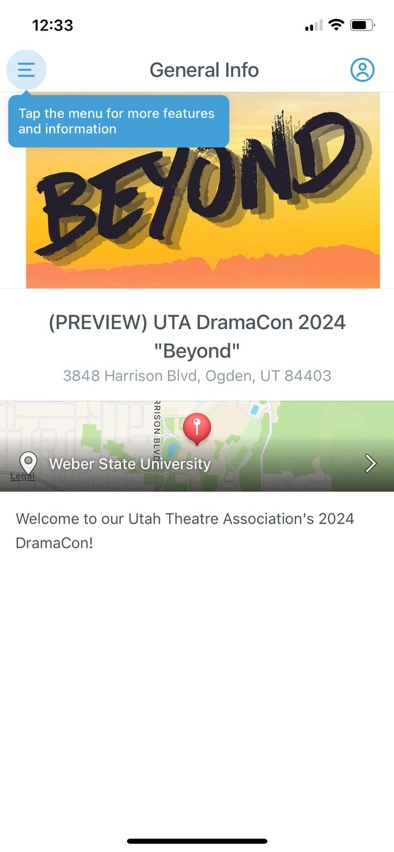 12:33
General Info
Tap the menu for more features
and information
BEYOND
(PREVIEW) UTA DramaCon 2024
"Beyond"
3848 Harrison Blvd, Ogden, UT 84403
RRISON BLVD
Weber State University
Legal
Welcome to our Utah Theatre Association's 2024
DramaCon!